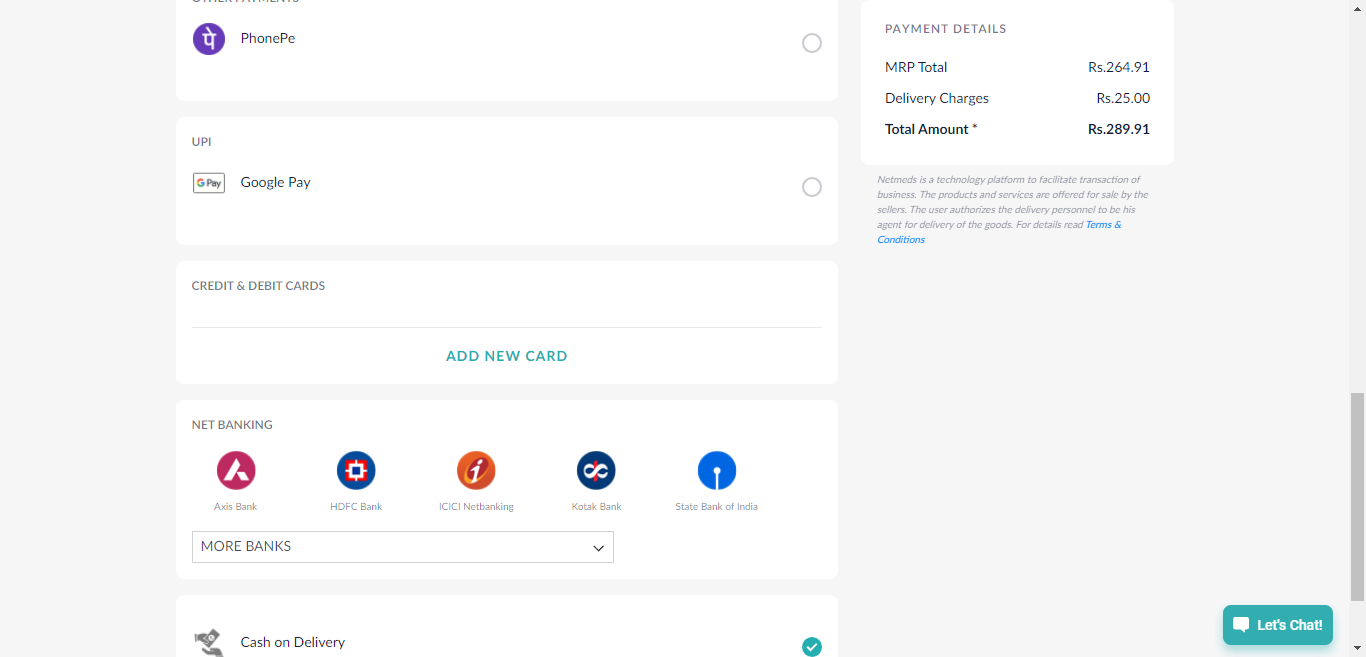 OTHER PAYMENTS
PhonePe
UPI
G Pay
Google Pay
CREDIT & DEBIT CARDS
ADD NEW CARD
NET BANKING
Axis Bank
HDFC Bank
ICICI Netbanking
Kotak Bank
State Bank of India
MORE BANKS
Cash on Delivery
PAYMENT DETAILS
MRP Total Rs.264.91
Delivery Charges Rs.25.00
Total Amount * Rs.289.91
Netmeds is a technology platform to facilitate transaction of
business. The products and services are offered for sale by the
sellers. The user authorizes the delivery personnel to be his
agent for delivery of the goods. For details read Terms &
Conditions
Let's Chat!